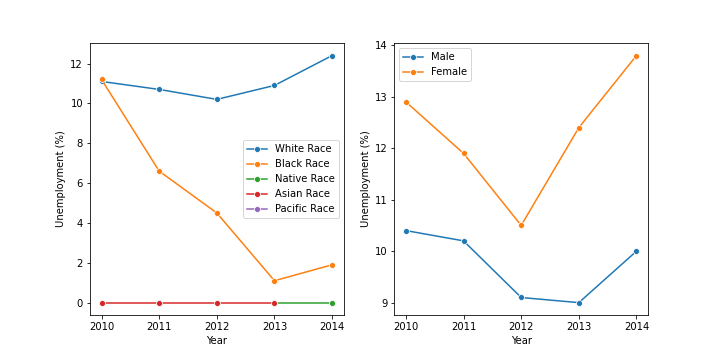 12
10
8
6
4
2
0
Unemployment (%)
2010 2011 2012 2013 2014
Year
White Race
Black Race
Native Race
Asian Race
Pacific Race
14
13
12
11
10
9
Unemployment (%)
2010 2011 2012 2013 2014
Year
Male
Female